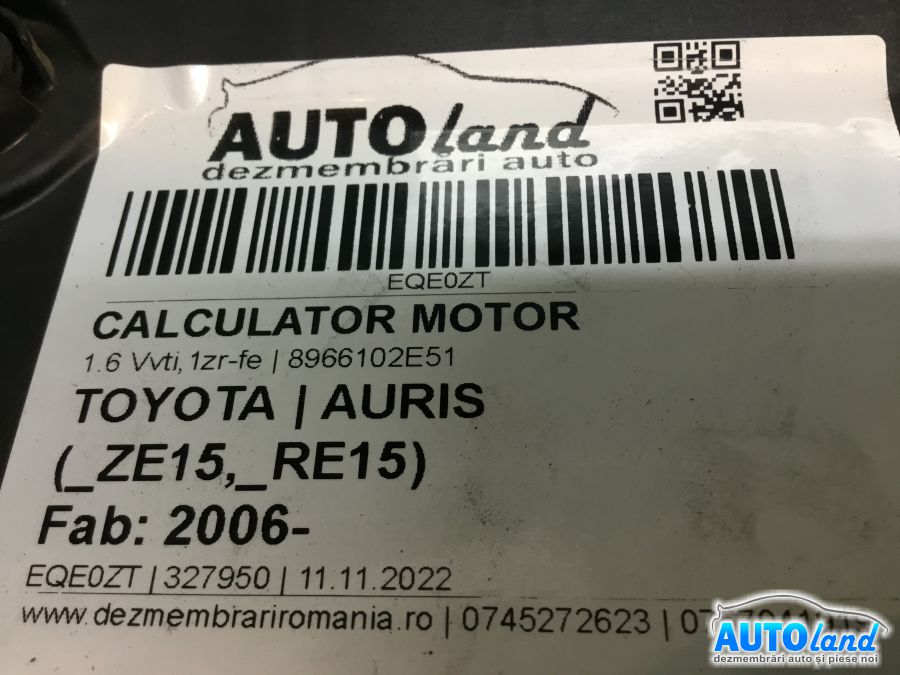 AUTOland
dezmembrări auto
EQE0ZT
CALCULATOR MOTOR
1.6 Vvti, 1zr-fe | 8966102E51
TOYOTA | AURIS
(_ZE15,_RE15)
Fab: 2006-
EQE0ZT | 327950 | 11.11.2022
www.dezmembrariromania.ro | 0745272623 |
AUTOland
dezmembrări auto și piese noi